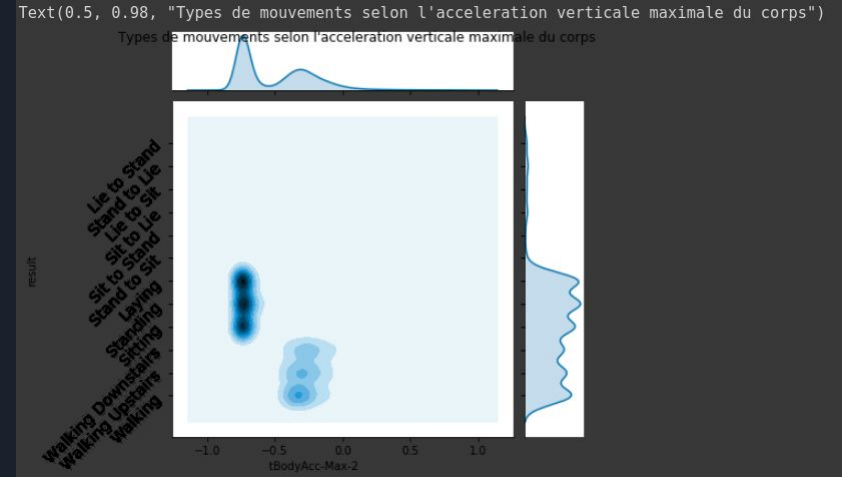 Text(0.5, 0.98, "Types de mouvements selon l'acceleration verticale maximale du corps")
Types de mouvements selon l'acceleration verticale maximale du corps
Lie to Stand
Stand to Lie
Lie to Sit
Sit to Lie
Sit to Stand
Stand to Sit
Laying
Standing
Sitting
Walking Downstairs
Walking Upstairs
Walking
result
−1.0 −0.5 0.0 0.5 1.0
tBodyAcc-Max-2